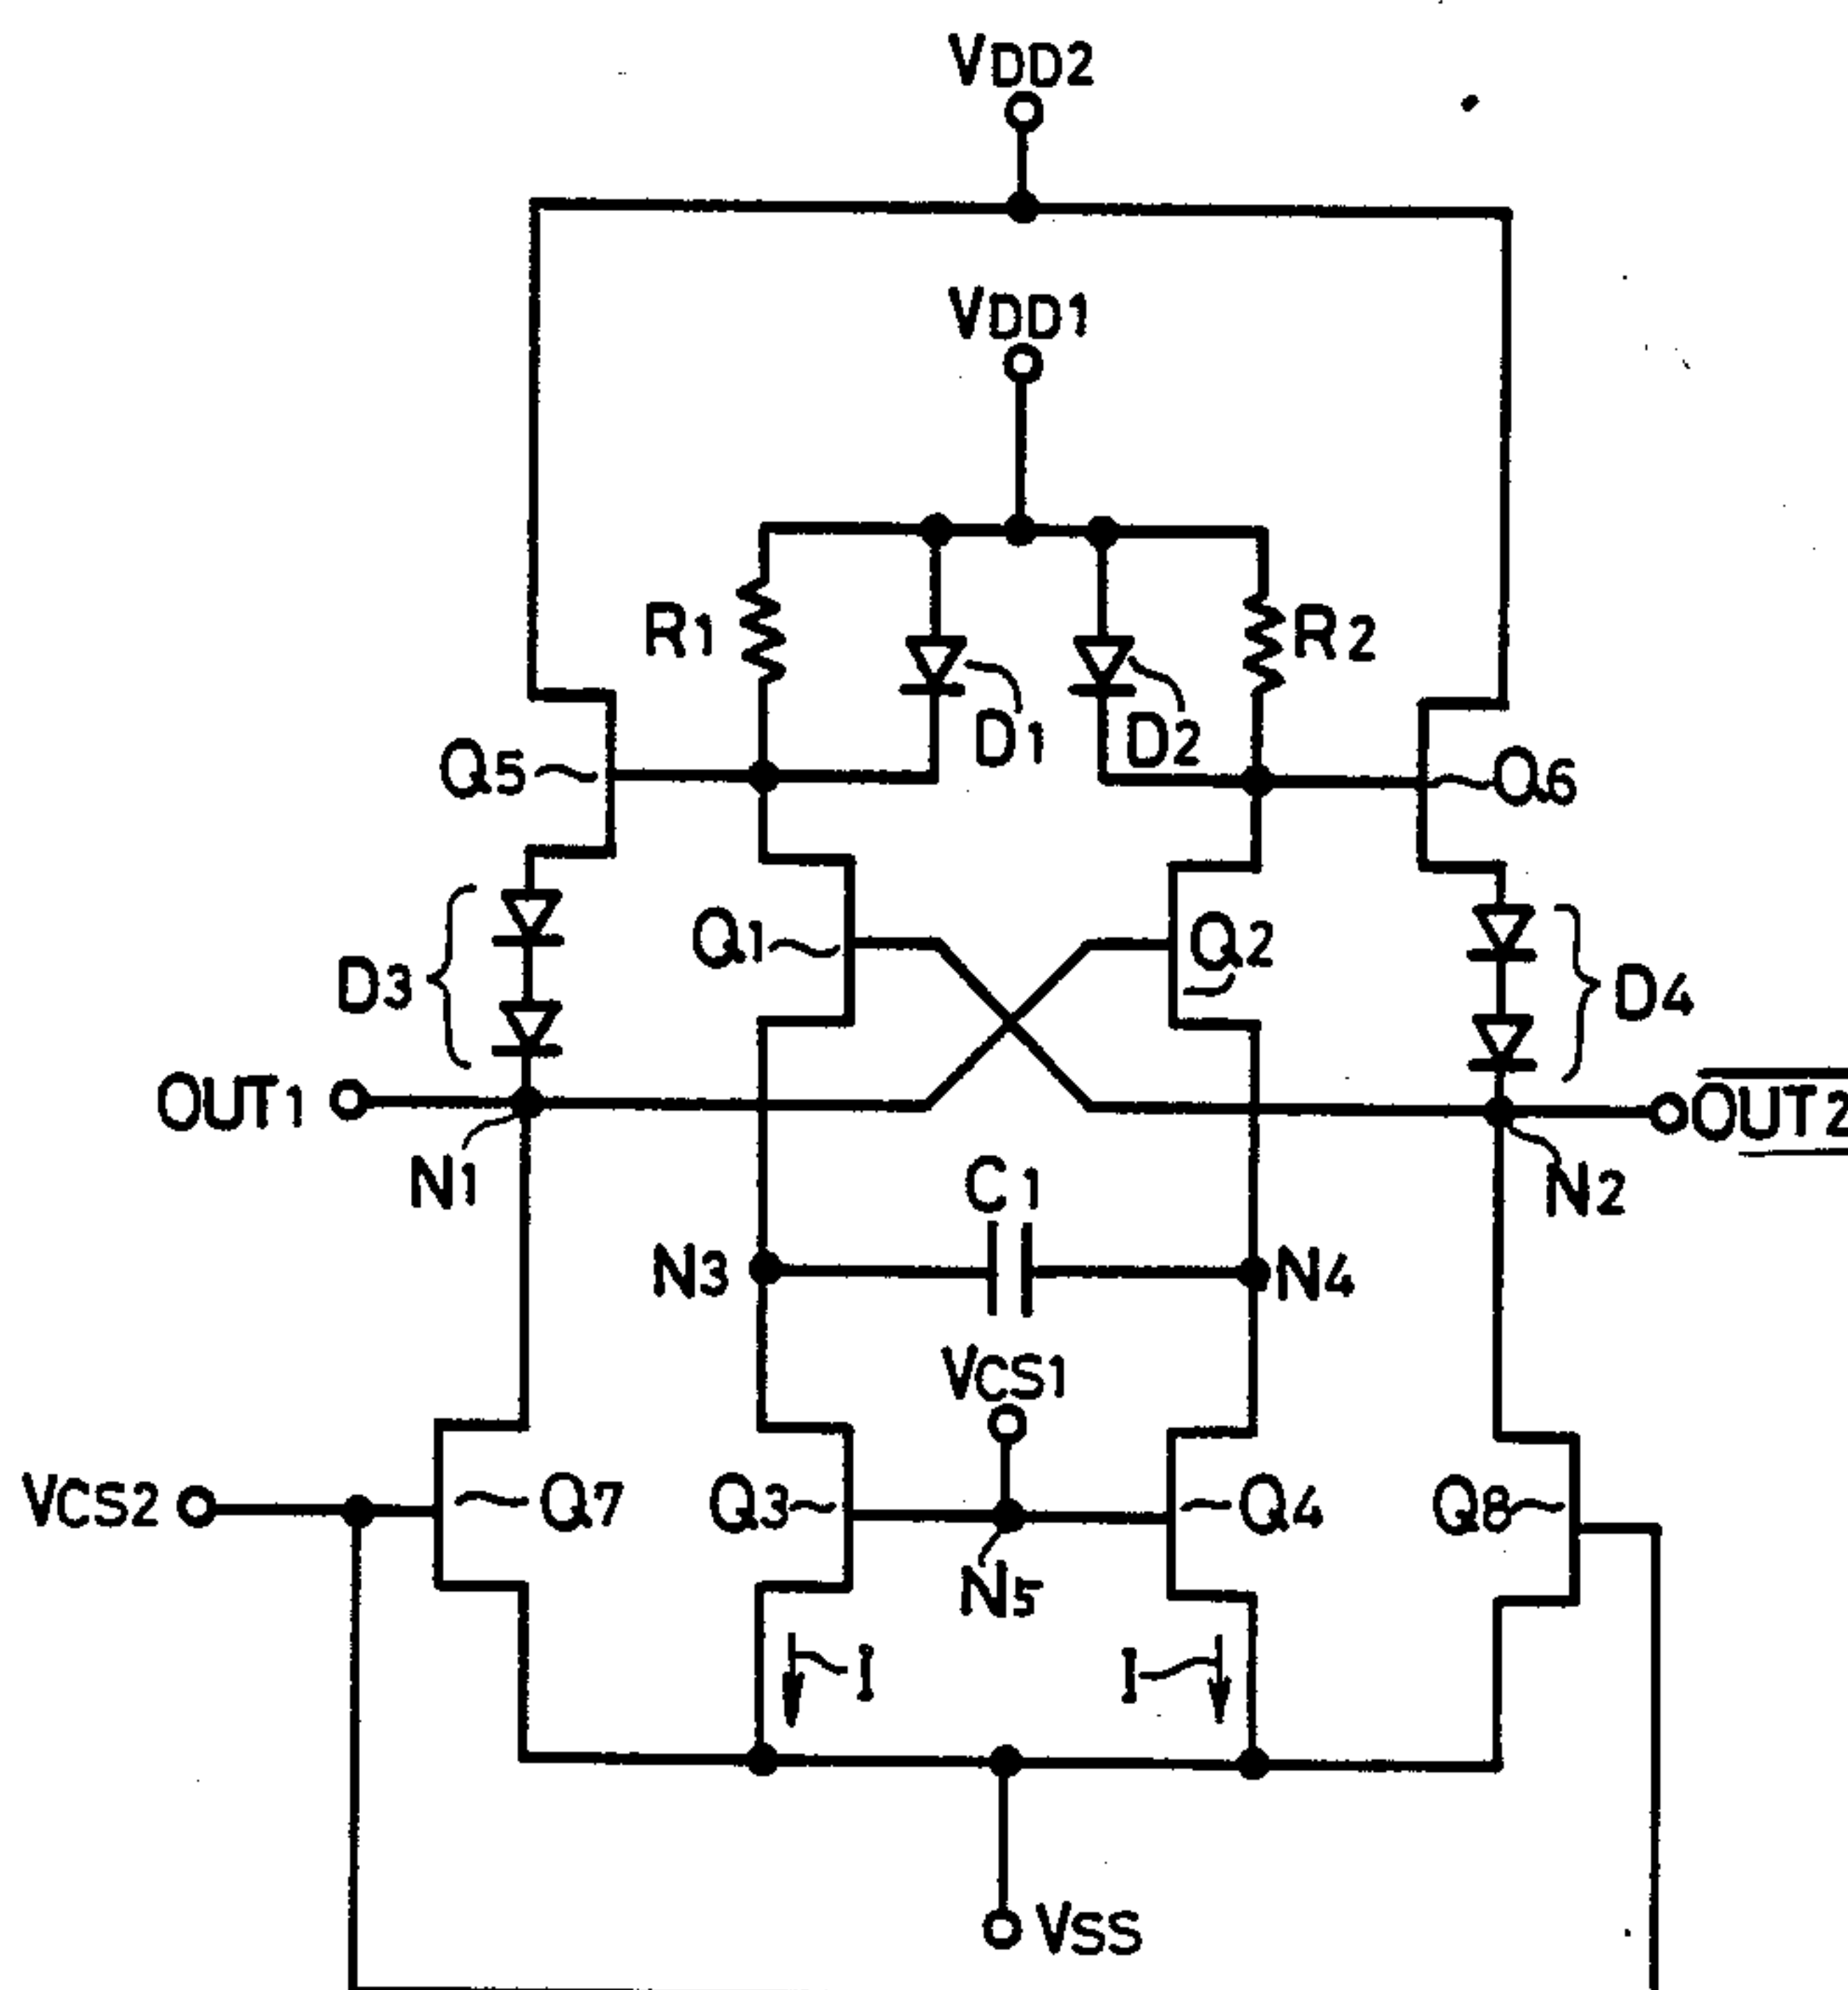 VDD2
VDD1
R1
R2
D1
D2
Q5
Q6
Q1
Q2
D3
D4
OUT1
OUT2
N1
C1
N2
N3
N4
VCS1
VCS2
Q7
Q3
Q4
Q8
N5
I
I
VSS